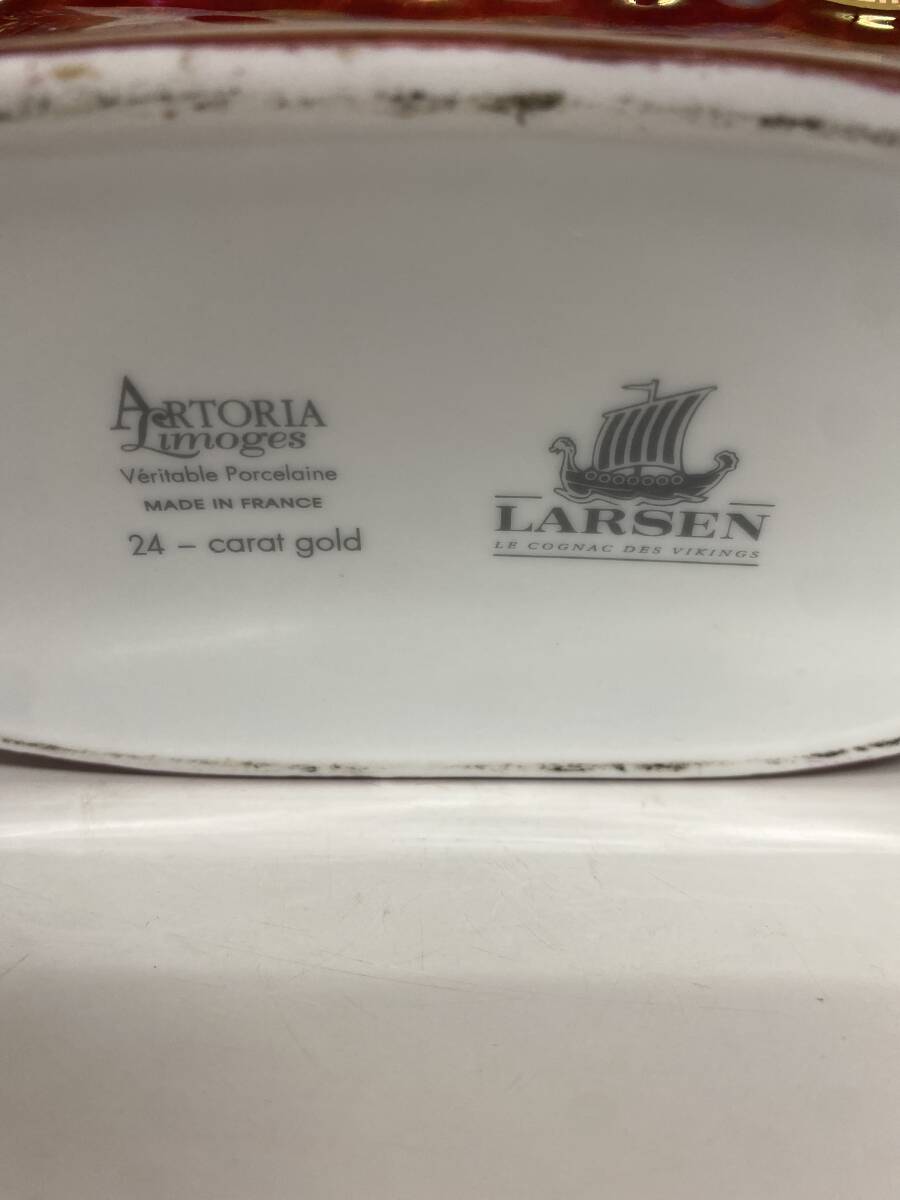 ARTORIA
Limoges
Véritable Porcelaine
MADE IN FRANCE
24 – carat gold
LARSEN
LE COGNAC DES VIKINGS